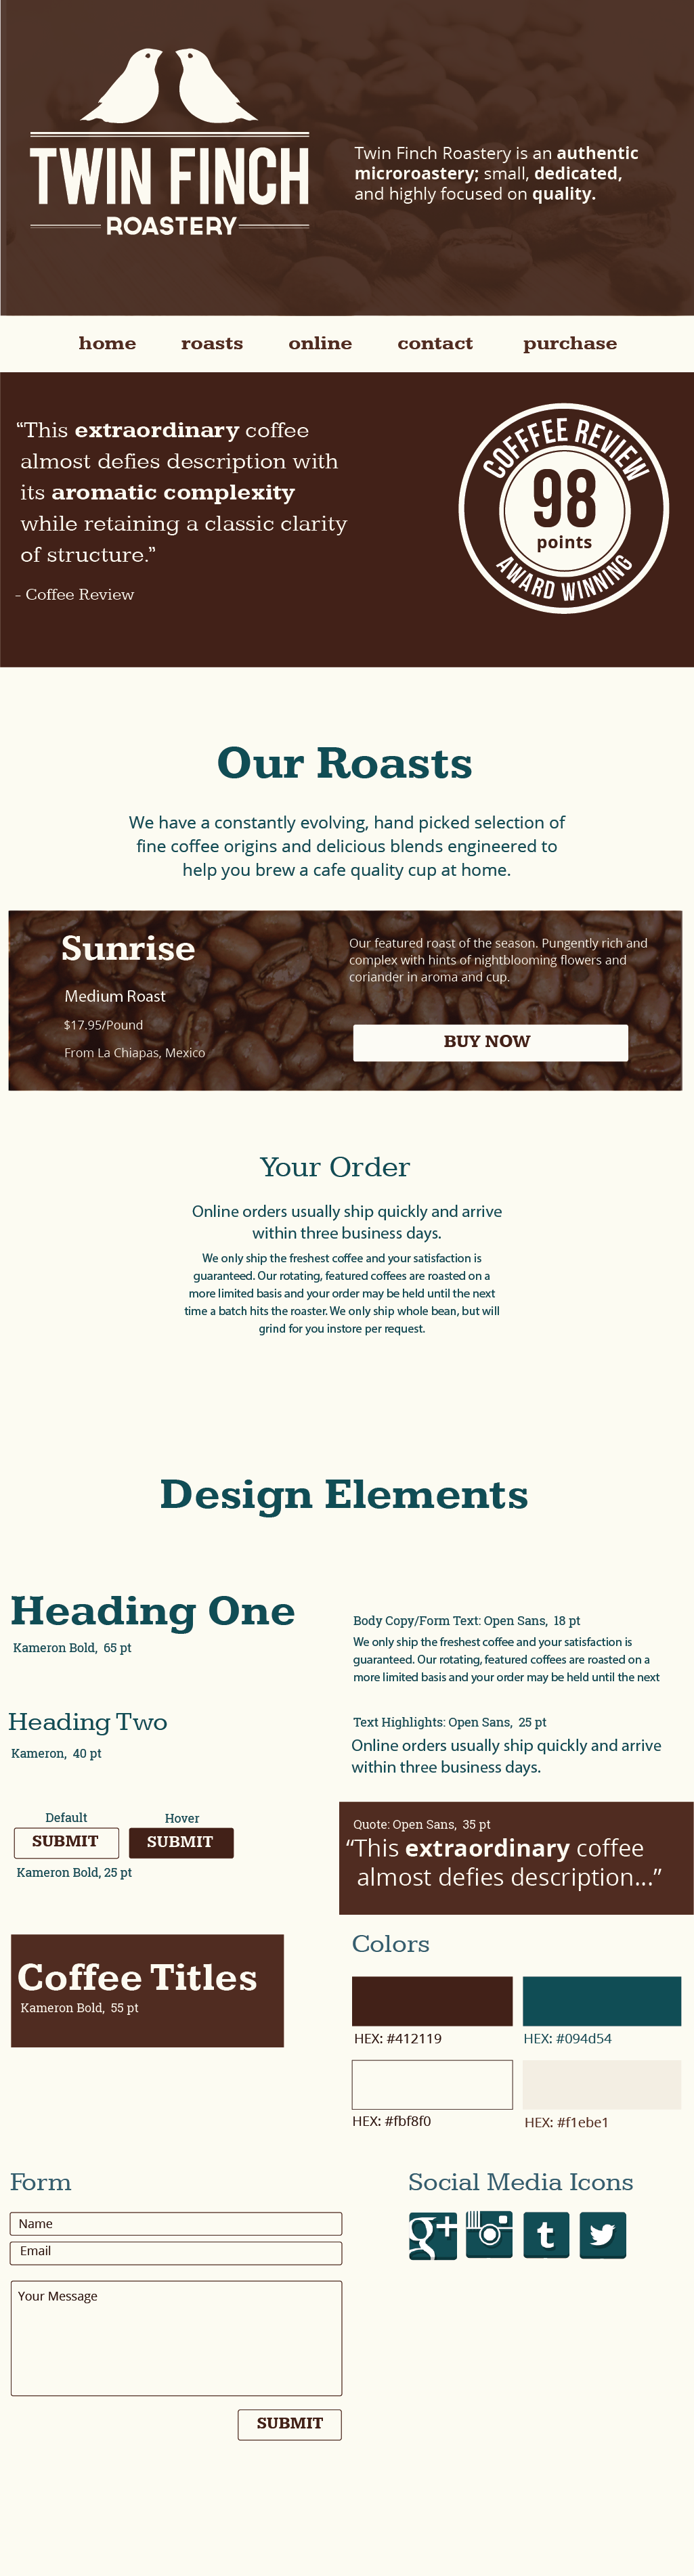 TWIN FINCH
ROASTERY
Twin Finch Roastery is an authentic
microroastery; small, dedicated,
and highly focused on quality.
home roasts online contact purchase
“This extraordinary coffee
almost defies description with
its aromatic complexity
while retaining a classic clarity
of structure.”
- Coffee Review
COFFFEE REVIEW
98
points
AWARD WINNING
Our Roasts
We have a constantly evolving, hand picked selection of
fine coffee origins and delicious blends engineered to
help you brew a cafe quality cup at home.
Sunrise
Medium Roast
$17.95/Pound
From La Chiapas, Mexico
Our featured roast of the season. Pungently rich and
complex with hints of nightblooming flowers and
coriander in aroma and cup.
BUY NOW
Your Order
Online orders usually ship quickly and arrive
within three business days.
We only ship the freshest coffee and your satisfaction is
guaranteed. Our rotating, featured coffees are roasted on a
more limited basis and your order may be held until the next
time a batch hits the roaster. We only ship whole bean, but will
grind for you instore per request.
Design Elements
Heading One
Kameron Bold, 65 pt
Heading Two
Kameron, 40 pt
Default Hover
SUBMIT SUBMIT
Kameron Bold, 25 pt
Coffee Titles
Kameron Bold, 55 pt
Body Copy/Form Text: Open Sans, 18 pt
We only ship the freshest coffee and your satisfaction is
guaranteed. Our rotating, featured coffees are roasted on a
more limited basis and your order may be held until the next
Text Highlights: Open Sans, 25 pt
Online orders usually ship quickly and arrive
within three business days.
Quote: Open Sans, 35 pt
“This extraordinary coffee
almost defies description...”
Colors
HEX: #412119 HEX: #094d54
HEX: #fbf8f0 HEX: #f1ebe1
Form
Name
Email
Your Message
SUBMIT
Social Media Icons
g+ t